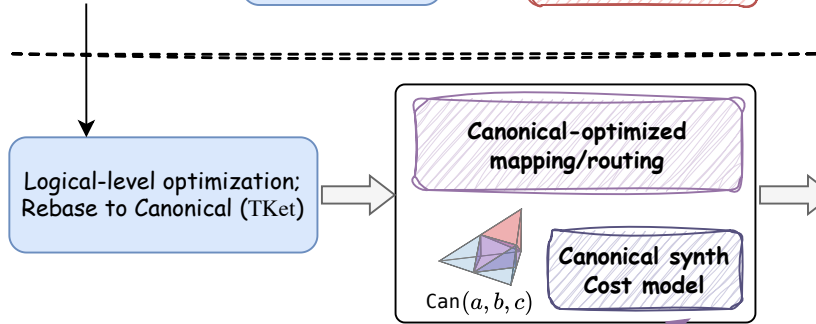 Logical-level optimization;
Rebase to Canonical (TKet)
Canonical-optimized
mapping/routing
Can(a, b, c)
Canonical synth
Cost model